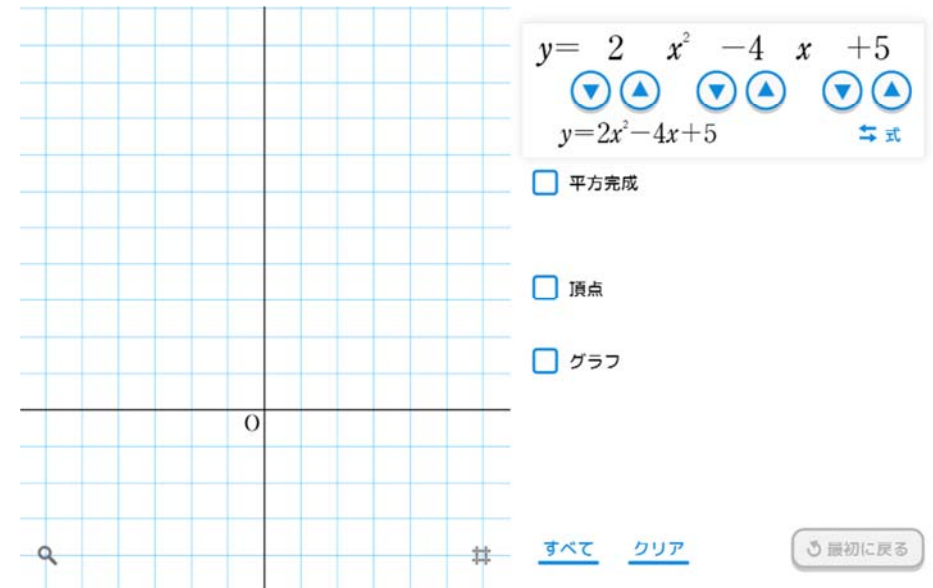 y= 2 x² −4 x +5
▼ ▲ ▼ ▲ ▼ ▲
y=2x²−4x+5 ⇆ 式
平方完成
頂点
グラフ
O
すべて クリア 最初に戻る